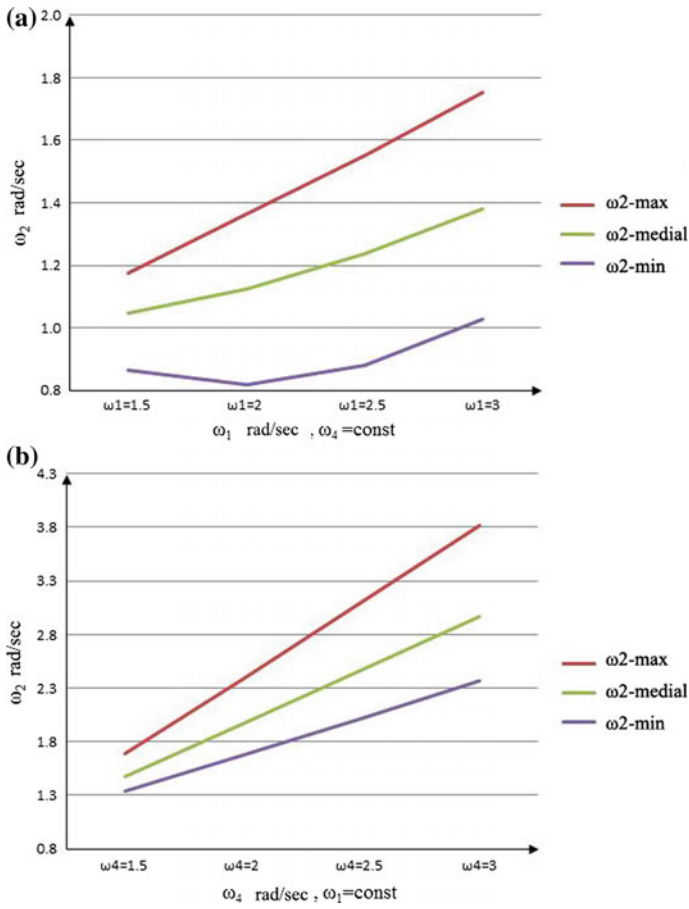 (a)
2.0
1.8
1.6
1.4
1.2
1.0
0.8
ω₂ rad/sec
ω1=1.5 ω1=2 ω1=2.5 ω1=3
ω₁ rad/sec , ω₄ =const
ω2-max
ω2-medial
ω2-min
(b)
4.3
3.8
3.3
2.8
2.3
1.8
1.3
0.8
ω₂ rad/sec
ω4=1.5 ω4=2 ω4=2.5 ω4=3
ω₄ rad/sec , ω₁=const
ω2-max
ω2-medial
ω2-min